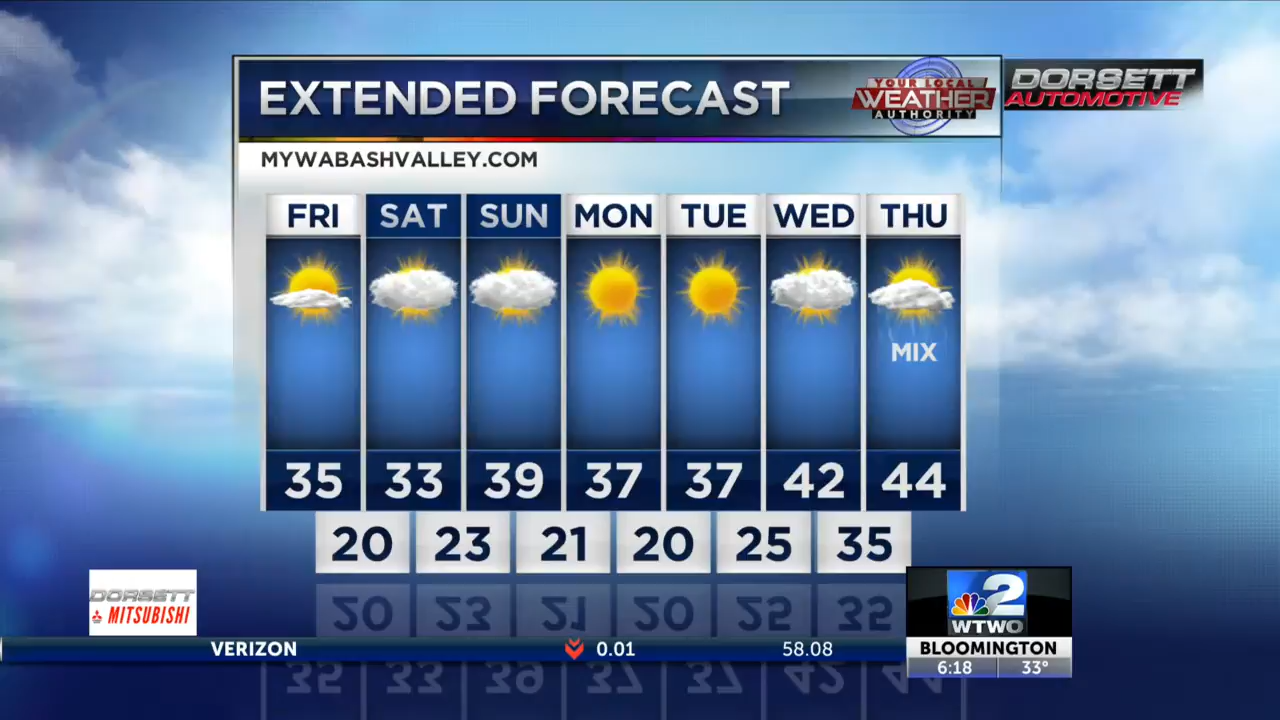 EXTENDED FORECAST
YOUR LOCAL
WEATHER
AUTHORITY
DORSETT
AUTOMOTIVE
MYWABASHVALLEY.COM
FRI SAT SUN MON TUE WED THU
MIX
35 33 39 37 37 42 44
20 23 21 20 25 35
DORSETT
MITSUBISHI
2
WTWO
VERIZON 0.01 58.08
BLOOMINGTON
6:18 33°